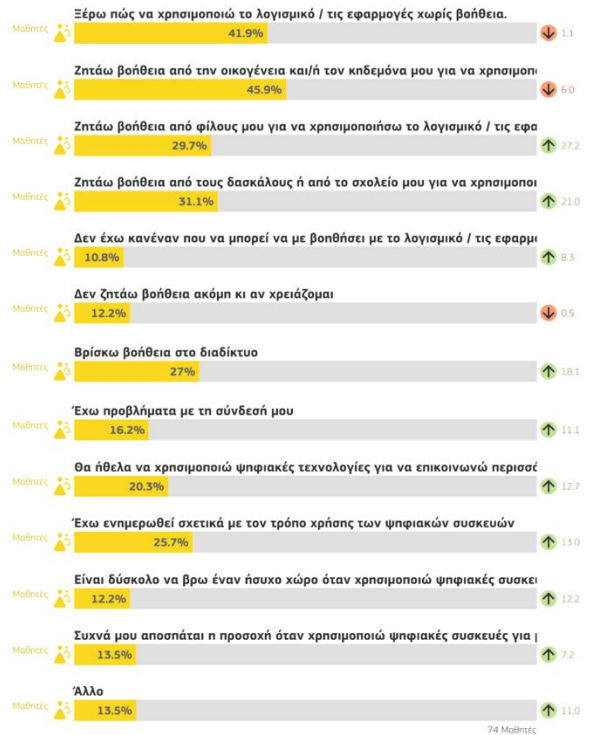 Ξέρω πώς να χρησιμοποιώ το λογισμικό / τις εφαρμογές χωρίς βοήθεια.
Μαθητές 41.9% 1.1
Ζητάω βοήθεια από την οικογένεια και/ή τον κηδεμόνα μου για να
Μαθητές 45.9% 6.0
Ζητάω βοήθεια από φίλους μου για να χρησιμοποιήσω το λογισμικό / τις
Μαθητές 29.7% 27.2
Ζητάω βοήθεια από τους δασκάλους ή από το σχολείο μου για να
Μαθητές 31.1% 21.0
Δεν έχω κανέναν που να μπορεί να με βοηθήσει με το λογισμικό / τις
Μαθητές 10.8% 8.3
Δεν ζητάω βοήθεια ακόμη κι αν χρειάζομαι
Μαθητές 12.2% 0.5
Βρίσκω βοήθεια στο διαδίκτυο
Μαθητές 27% 18.1
Έχω προβλήματα με τη σύνδεσή μου
Μαθητές 16.2% 11.1
Θα ήθελα να χρησιμοποιώ ψηφιακές τεχνολογίες για να επικοινωνώ
Μαθητές 20.3% 12.7
Έχω ενημερωθεί σχετικά με τον τρόπο χρήσης των ψηφιακών συσκευών
Μαθητές 25.7% 13.0
Είναι δύσκολο να βρω έναν ήσυχο χώρο όταν χρησιμοποιώ ψηφιακές
Μαθητές 12.2% 12.2
Συχνά μου αποσπάται η προσοχή όταν χρησιμοποιώ ψηφιακές συσκευές για
Μαθητές 13.5% 7.2
Άλλο
Μαθητές 13.5% 11.0
74 Μαθητές